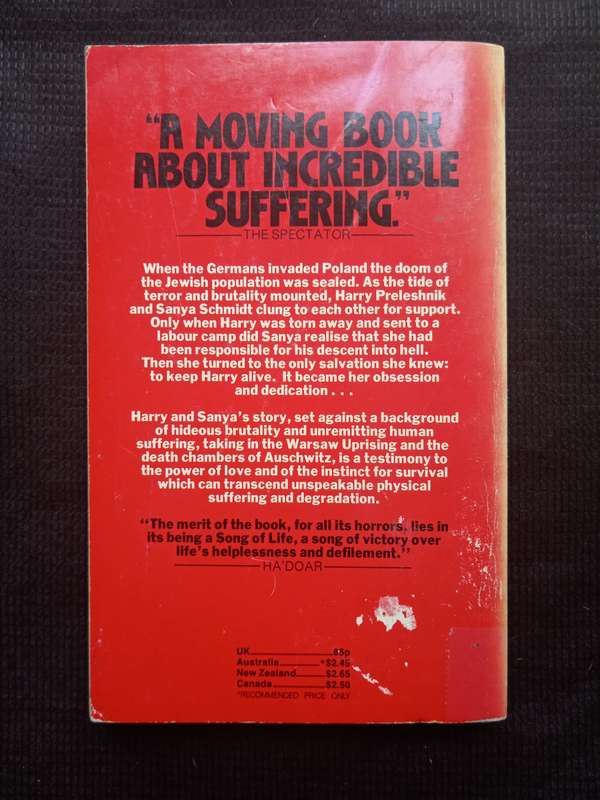 "A MOVING BOOK
ABOUT INCREDIBLE
SUFFERING."
THE SPECTATOR
When the Germans invaded Poland the doom of
the Jewish population was sealed. As the tide of
terror and brutality mounted, Harry Preleshnik
and Sanya Schmidt clung to each other for support.
Only when Harry was torn away and sent to a
labour camp did Sanya realise that she had
been responsible for his descent into hell.
Then she turned to the only salvation she knew:
to keep Harry alive. It became her obsession
and dedication . . .
Harry and Sanya's story, set against a background
of hideous brutality and unremitting human
suffering, taking in the Warsaw Uprising and the
death chambers of Auschwitz, is a testimony to
the power of love and of the instinct for survival
which can transcend unspeakable physical
suffering and degradation.
"The merit of the book, for all its horrors, lies in
its being a Song of Life, a song of victory over
life's helplessness and defilement."
HA'DOAR
UK
Australia *$2.45
New Zealand $2.65
Canada $2.50
*RECOMMENDED PRICE ONLY